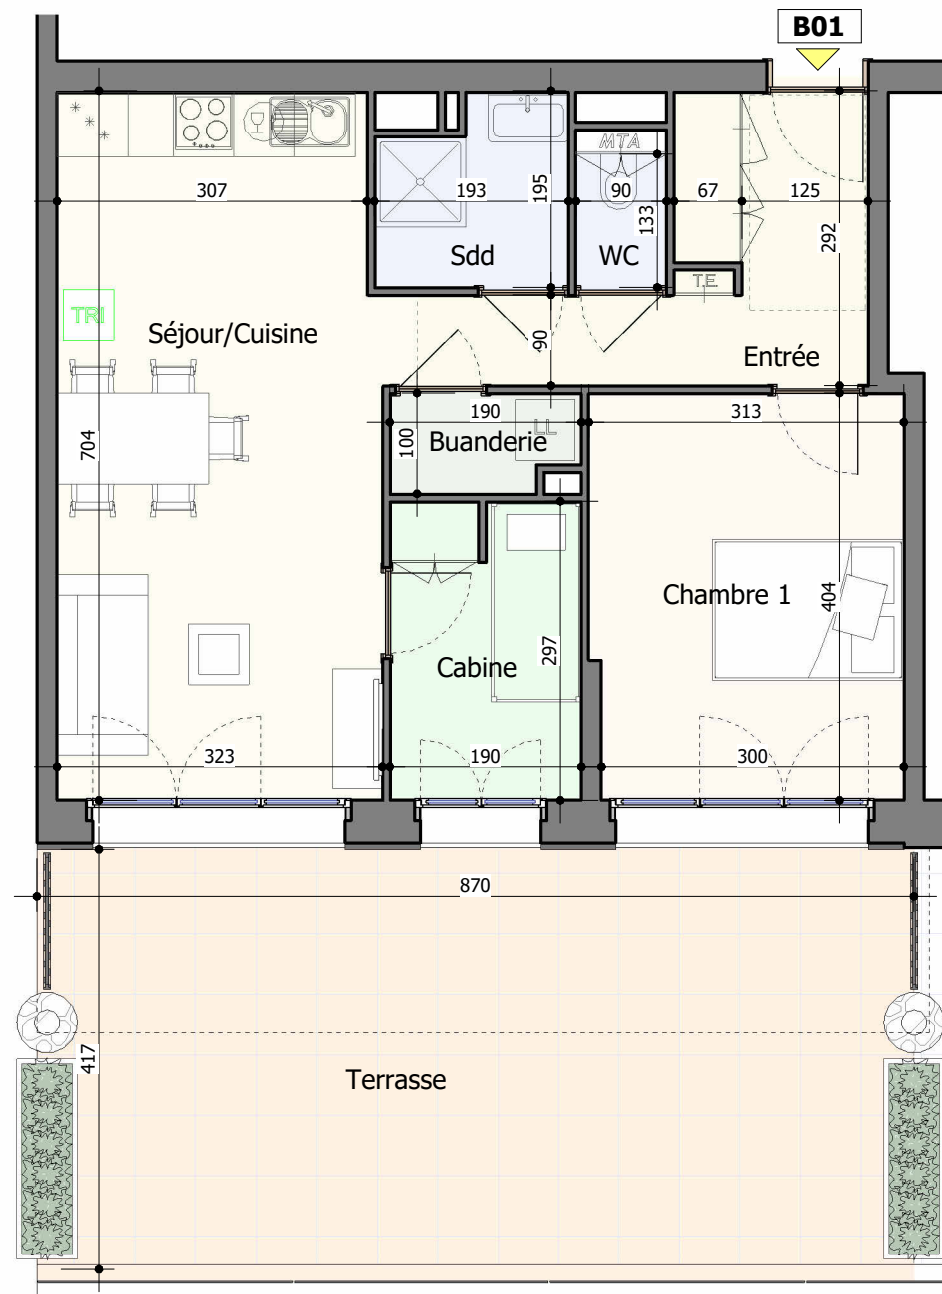 B01
MTA
307
193
195
90
133
67
125
292
Sdd
WC
T.E
TRI
Séjour/Cuisine
90
Entrée
190
LL
313
704
100
Buanderie
Chambre 1
404
297
Cabine
323
190
300
870
417
Terrasse